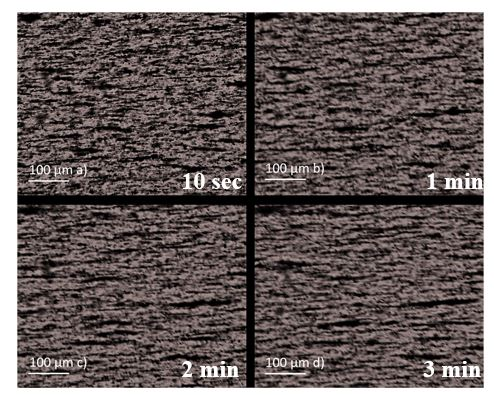 100 µm a)
10 sec
100 µm b)
1 min
100 µm c)
2 min
100 µm d)
3 min